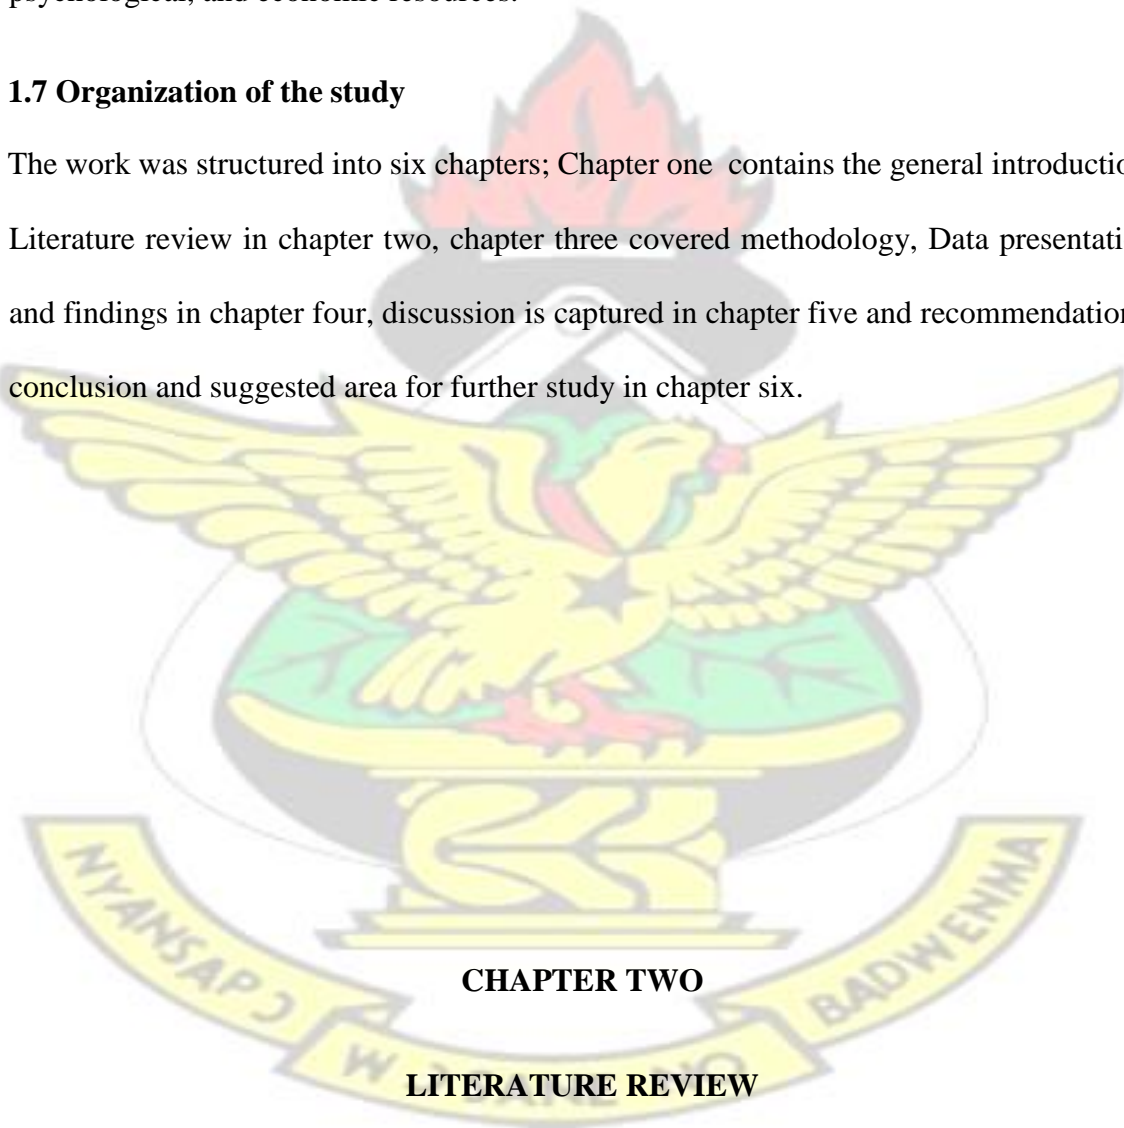 psychological, and economic resources.
1.7 Organization of the study
The work was structured into six chapters; Chapter one contains the general introductio
Literature review in chapter two, chapter three covered methodology, Data presentati
and findings in chapter four, discussion is captured in chapter five and recommendation
conclusion and suggested area for further study in chapter six.
NYANSAPƆ
BADWENMA
CHAPTER TWO
W
NO
LITERATURE REVIEW